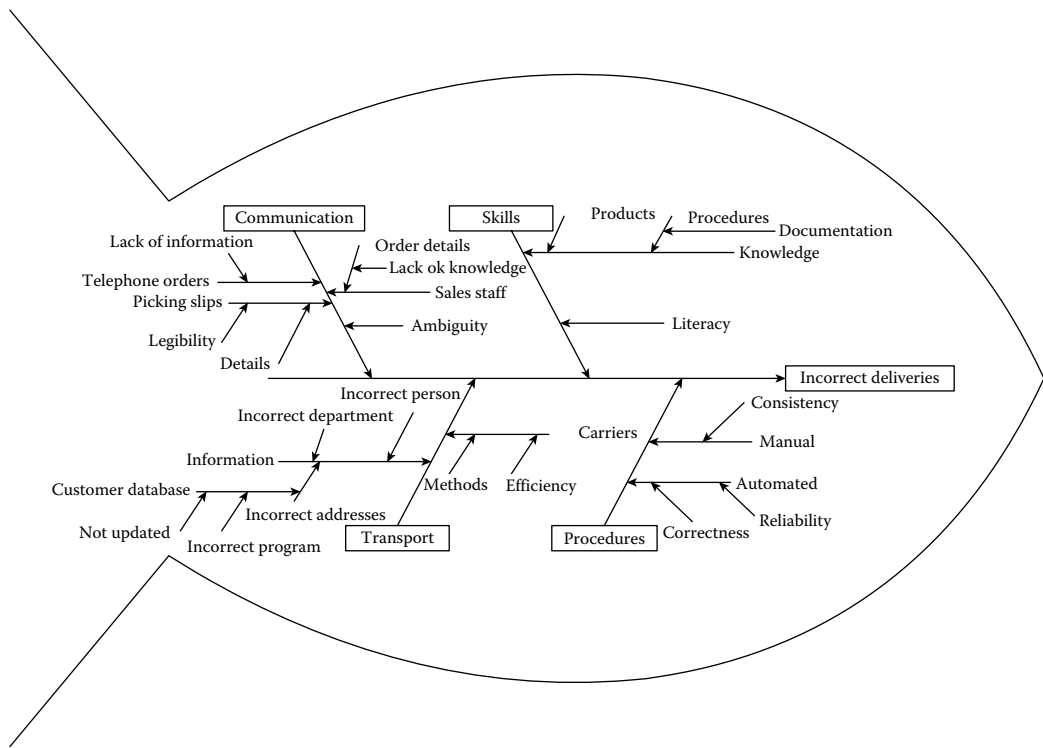 Communication
Skills
Products
Procedures
Documentation
Lack of information
Order details
Knowledge
Lack ok knowledge
Telephone orders
Sales staff
Picking slips
Ambiguity
Literacy
Legibility
Details
Incorrect deliveries
Incorrect person
Consistency
Incorrect department
Carriers
Manual
Information
Methods
Efficiency
Automated
Customer database
Incorrect addresses
Reliability
Not updated
Correctness
Incorrect program
Transport
Procedures